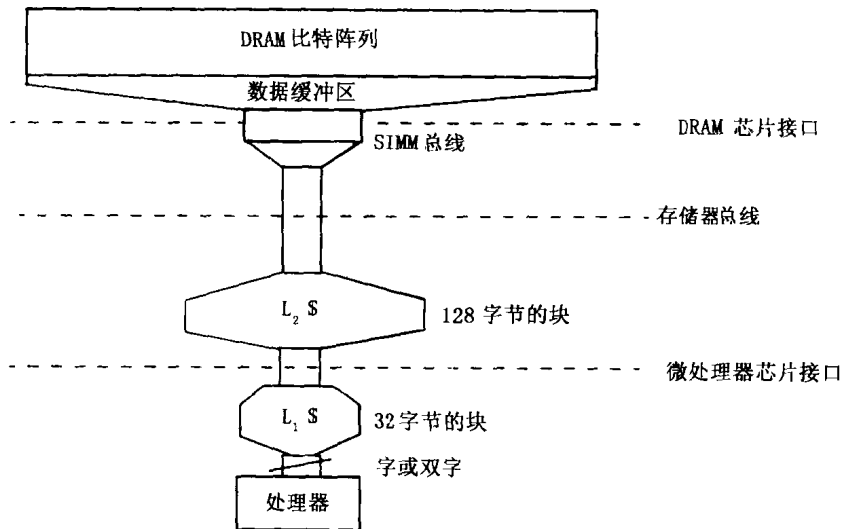 DRAM 比特阵列
数据缓冲区
DRAM 芯片接口
SIMM 总线
存储器总线
L₂ $
128 字节的块
微处理器芯片接口
L₁ $
32字节的块
字或双字
处理器